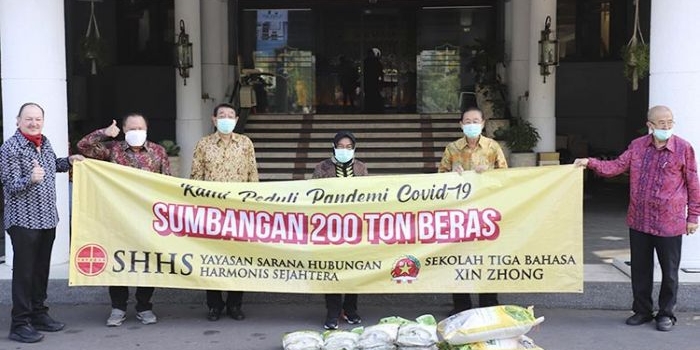 Kami Peduli Pandemi Covid-19
SUMBANGAN 200 TON BERAS
SHHS YAYASAN SARANA HUBUNGAN
HARMONIS SEJAHTERA
SEKOLAH TIGA BAHASA
XIN ZHONG